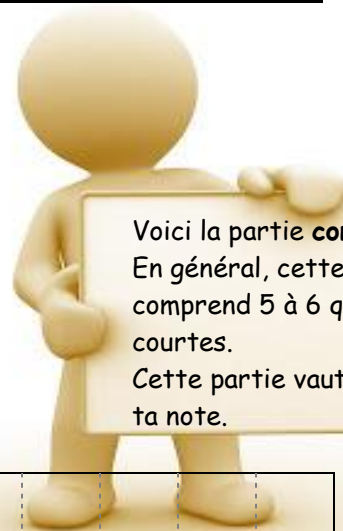 Voici la partie
En général, cette
comprend 5 à 6
courtes.
Cette partie vaut
ta note.